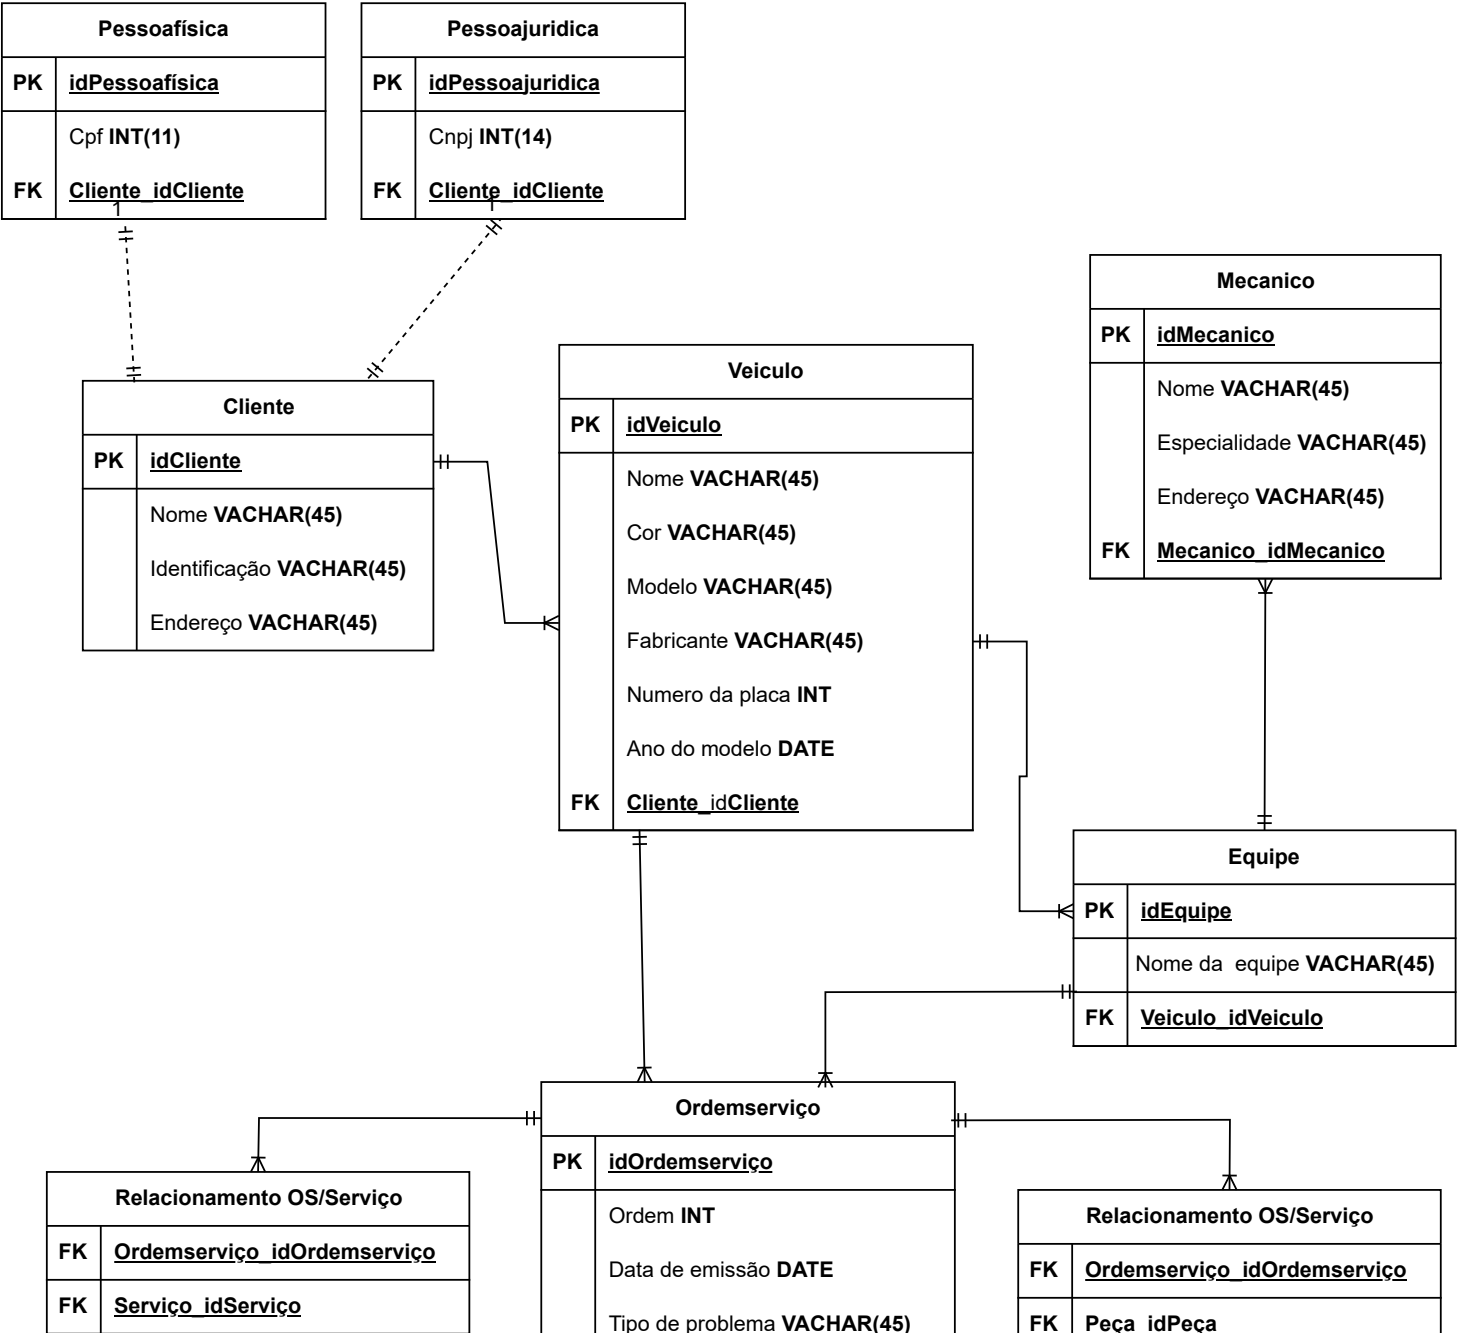 Pessoafísica
PK idPessoafísica
Cpf INT(11)
FK Cliente_idCliente
1
Pessoajuridica
PK idPessoajuridica
Cnpj INT(14)
FK Cliente_idCliente
1
Mecanico
PK idMecanico
Nome VACHAR(45)
Especialidade VACHAR(45)
Endereço VACHAR(45)
FK Mecanico_idMecanico
Cliente
PK idCliente
Nome VACHAR(45)
Identificação VACHAR(45)
Endereço VACHAR(45)
Veiculo
PK idVeiculo
Nome VACHAR(45)
Cor VACHAR(45)
Modelo VACHAR(45)
Fabricante VACHAR(45)
Numero da placa INT
Ano do modelo DATE
FK Cliente_idCliente
Equipe
PK idEquipe
Nome da equipe VACHAR(45)
FK Veiculo_idVeiculo
Relacionamento OS/Serviço
FK Ordemserviço_idOrdemserviço
FK Serviço_idServiço
Ordemserviço
PK idOrdemserviço
Ordem INT
Data de emissão DATE
Tipo de problema VACHAR(45)
Relacionamento OS/Serviço
FK Ordemserviço_idOrdemserviço
FK Peça_idPeça